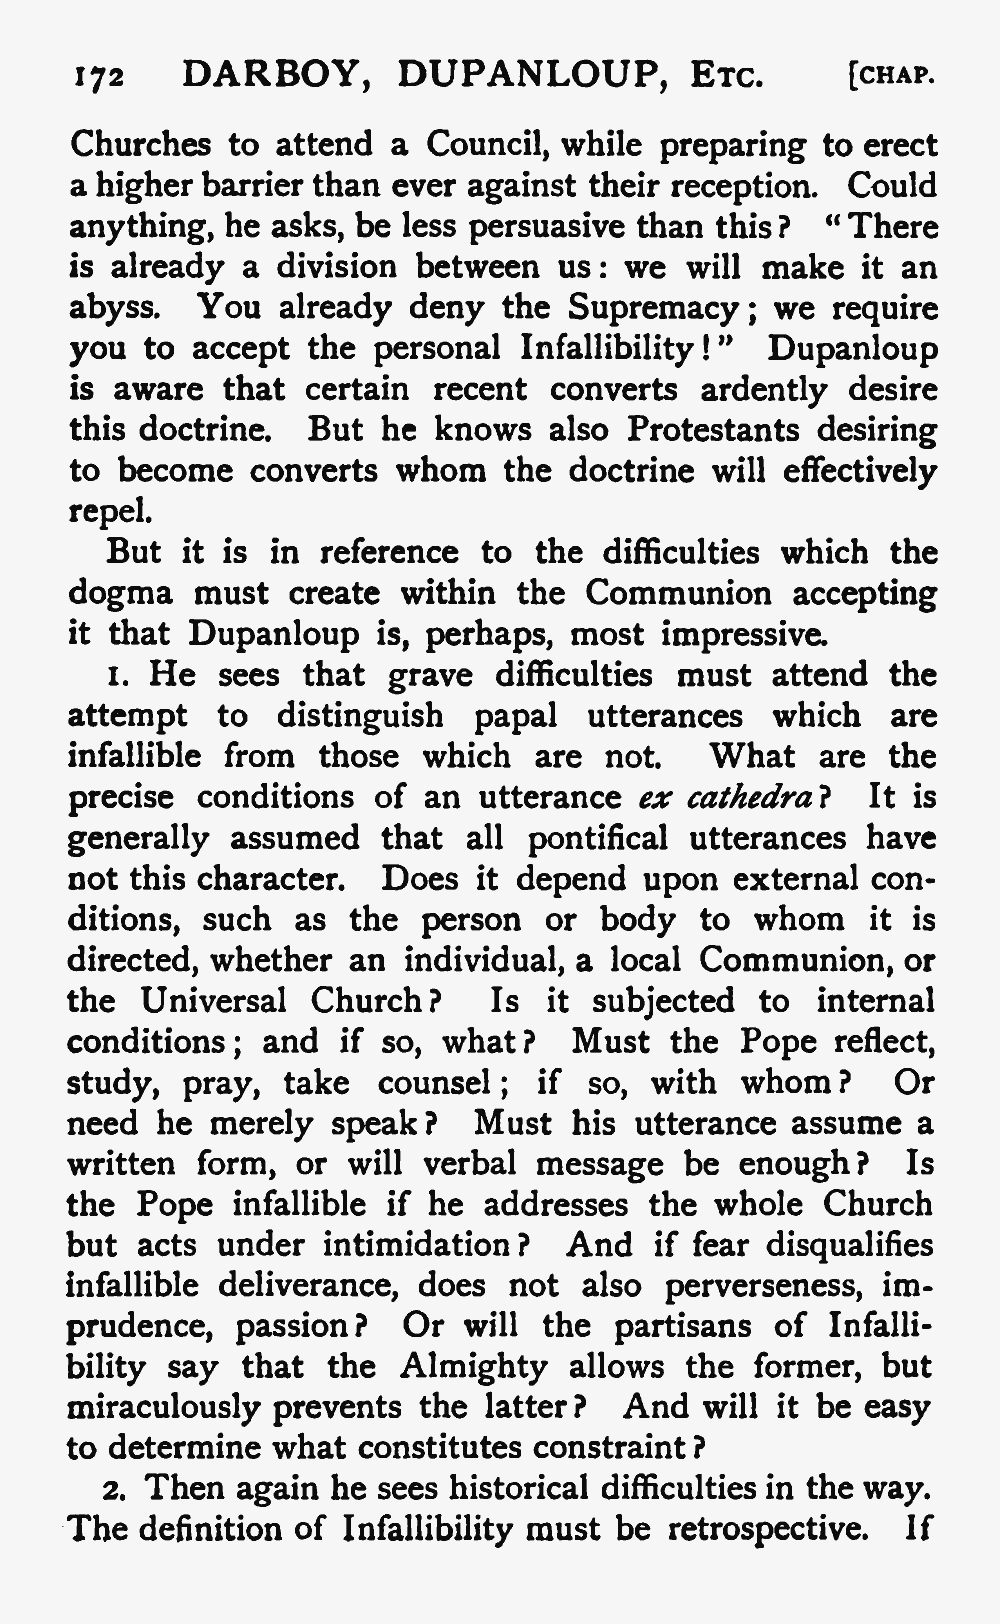 172 DARBOY, DUPANLOUP, ETC. [CHAP.
Churches to attend a Council, while preparing to erect
a higher barrier than ever against their reception. Could
anything, he asks, be less persuasive than this? “There
is already a division between us: we will make it an
abyss. You already deny the Supremacy; we require
you to accept the personal Infallibility!” Dupanloup
is aware that certain recent converts ardently desire
this doctrine. But he knows also Protestants desiring
to become converts whom the doctrine will effectively
repel.
But it is in reference to the difficulties which the
dogma must create within the Communion accepting
it that Dupanloup is, perhaps, most impressive.
1. He sees that grave difficulties must attend the
attempt to distinguish papal utterances which are
infallible from those which are not. What are the
precise conditions of an utterance ex cathedra? It is
generally assumed that all pontifical utterances have
not this character. Does it depend upon external con-
ditions, such as the person or body to whom it is
directed, whether an individual, a local Communion, or
the Universal Church? Is it subjected to internal
conditions; and if so, what? Must the Pope reflect,
study, pray, take counsel; if so, with whom? Or
need he merely speak? Must his utterance assume a
written form, or will verbal message be enough? Is
the Pope infallible if he addresses the whole Church
but acts under intimidation? And if fear disqualifies
infallible deliverance, does not also perverseness, im-
prudence, passion? Or will the partisans of Infalli-
bility say that the Almighty allows the former, but
miraculously prevents the latter? And will it be easy
to determine what constitutes constraint?
2. Then again he sees historical difficulties in the way.
The definition of Infallibility must be retrospective. If